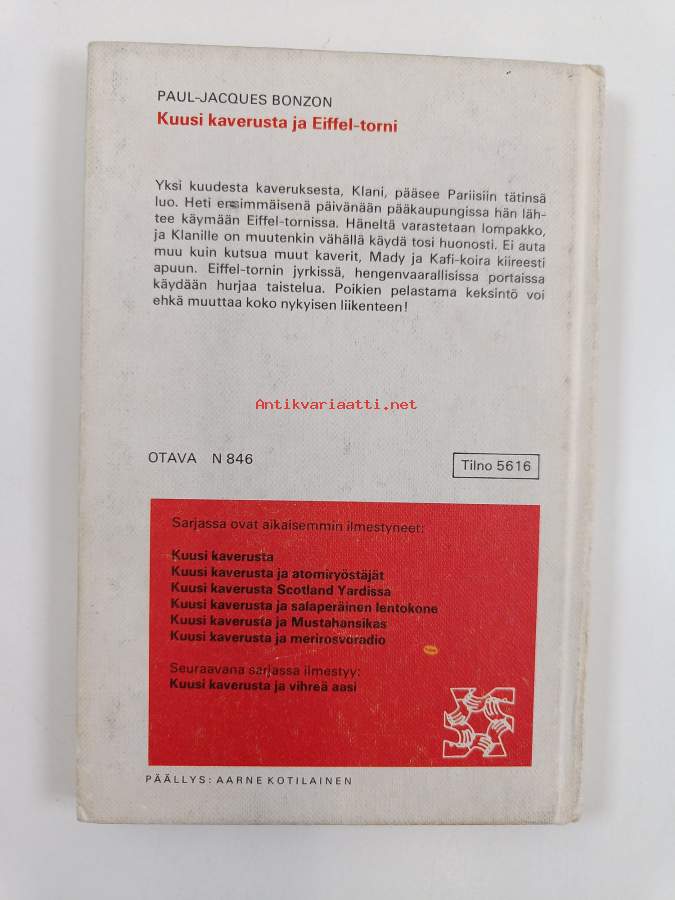 PAUL-JACQUES BONZON
Kuusi kaverusta ja Eiffel-torni
Yksi kuudesta kaveruksesta, Klani, pääsee Pariisiin tätinsä
luo. Heti ensimmäisenä päivänään pääkaupungissa hän läh-
tee käymään Eiffel-tornissa. Häneltä varastetaan lompakko,
ja Klanille on muutenkin vähällä käydä tosi huonosti. Ei auta
muu kuin kutsua muut kaverit, Mady ja Kafi-koira kiireesti
apuun. Eiffel-tornin jyrkissä, hengenvaarallisissa portaissa
käydään hurjaa taistelua. Poikien pelastama keksintö voi
ehkä muuttaa koko nykyisen liikenteen!
Antikvariaatti.net
OTAVA N 846
Tilno 5616
Sarjassa ovat aikaisemmin ilmestyneet:
Kuusi kaverusta
Kuusi kaverusta ja atomiryöstäjät
Kuusi kaverusta Scotland Yardissa
Kuusi kaverusta ja salaperäinen lentokone
Kuusi kaverusta ja Mustahansikas
Kuusi kaverusta ja merirosvoradio
Seuraavana sarjassa ilmestyy:
Kuusi kaverusta ja vihreä aasi
PÄÄLLYS: AARNE KOTILAINEN